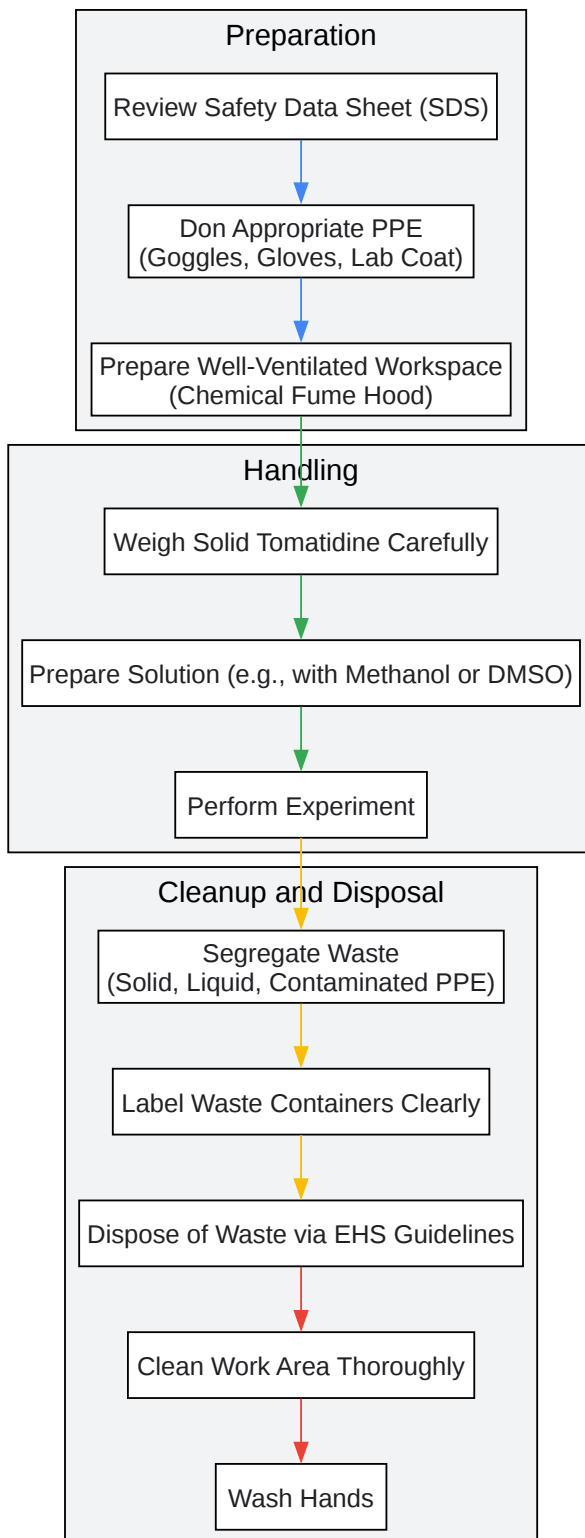 Preparation
Review Safety Data Sheet (SDS)
Don Appropriate PPE
(Goggles, Gloves, Lab Coat)
Prepare Well-Ventilated Workspace
(Chemical Fume Hood)
Handling
Weigh Solid Tomatidine Carefully
Prepare Solution (e.g., with Methanol or DMSO)
Perform Experiment
Cleanup and Disposal
Segregate Waste
(Solid, Liquid, Contaminated PPE)
Label Waste Containers Clearly
Dispose of Waste via EHS Guidelines
Clean Work Area Thoroughly
Wash Hands